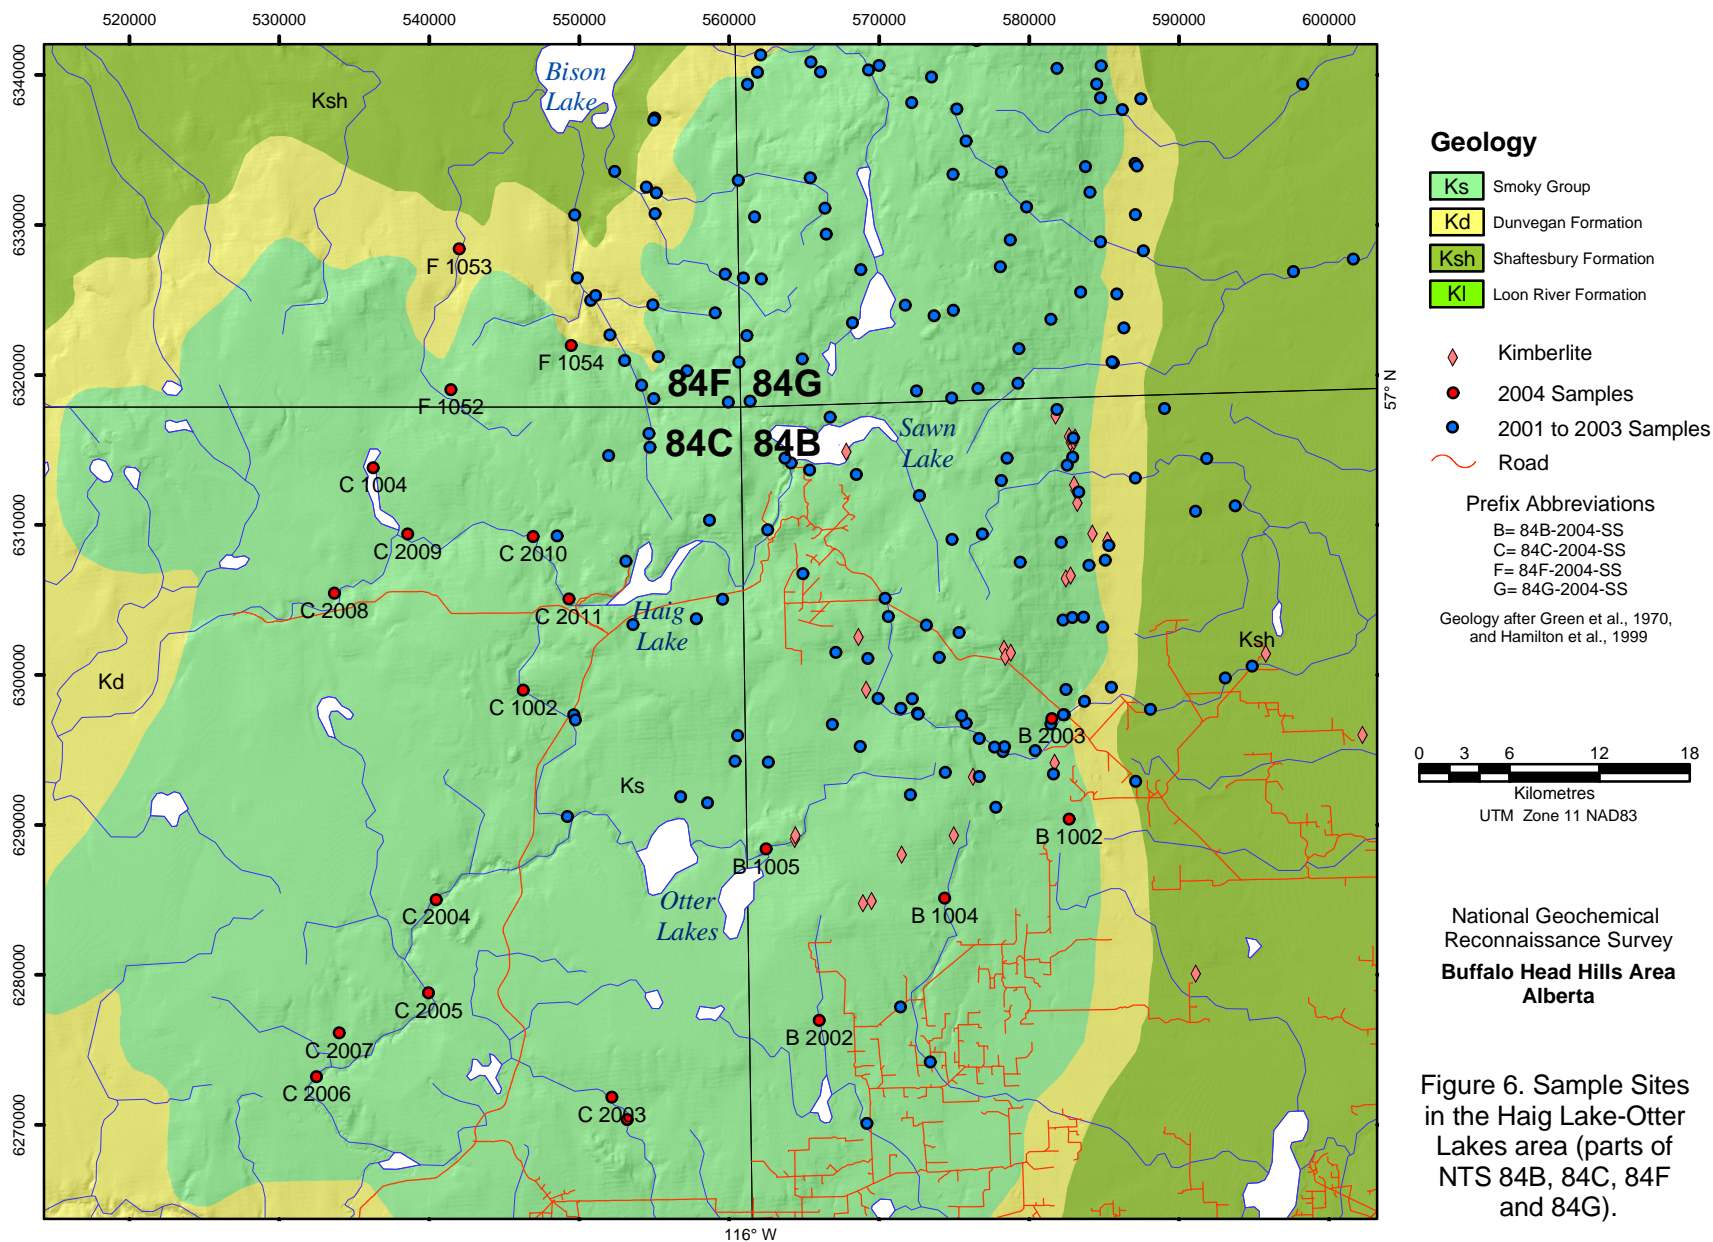 520000 530000 540000 550000 560000 570000 580000 590000 600000
6340000
6330000
6320000
6310000
6300000
6290000
6280000
6270000
Bison
Lake
Ksh
F 1053
F 1054
F 1052
84F 84G
84C 84B
57° N
Sawn
Lake
C 1004
C 2009
C 2010
C 2008
C 2011
Haig
Lake
Ksh
Kd
C 1002
B 2003
Ks
B 1002
B 1005
C 2004
Otter
Lakes
B 1004
C 2005
B 2002
C 2007
C 2006
C 2003
116° W
Geology
Ks Smoky Group
Kd Dunvegan Formation
Ksh Shaftesbury Formation
Kl Loon River Formation
Kimberlite
2004 Samples
2001 to 2003 Samples
Road
Prefix Abbreviations
B= 84B-2004-SS
C= 84C-2004-SS
F= 84F-2004-SS
G= 84G-2004-SS
Geology after Green et al., 1970,
and Hamilton et al., 1999
0 3 6 12 18
Kilometres
UTM Zone 11 NAD83
National Geochemical
Reconnaissance Survey
Buffalo Head Hills Area
Alberta
Figure 6. Sample Sites
in the Haig Lake-Otter
Lakes area (parts of
NTS 84B, 84C, 84F
and 84G).